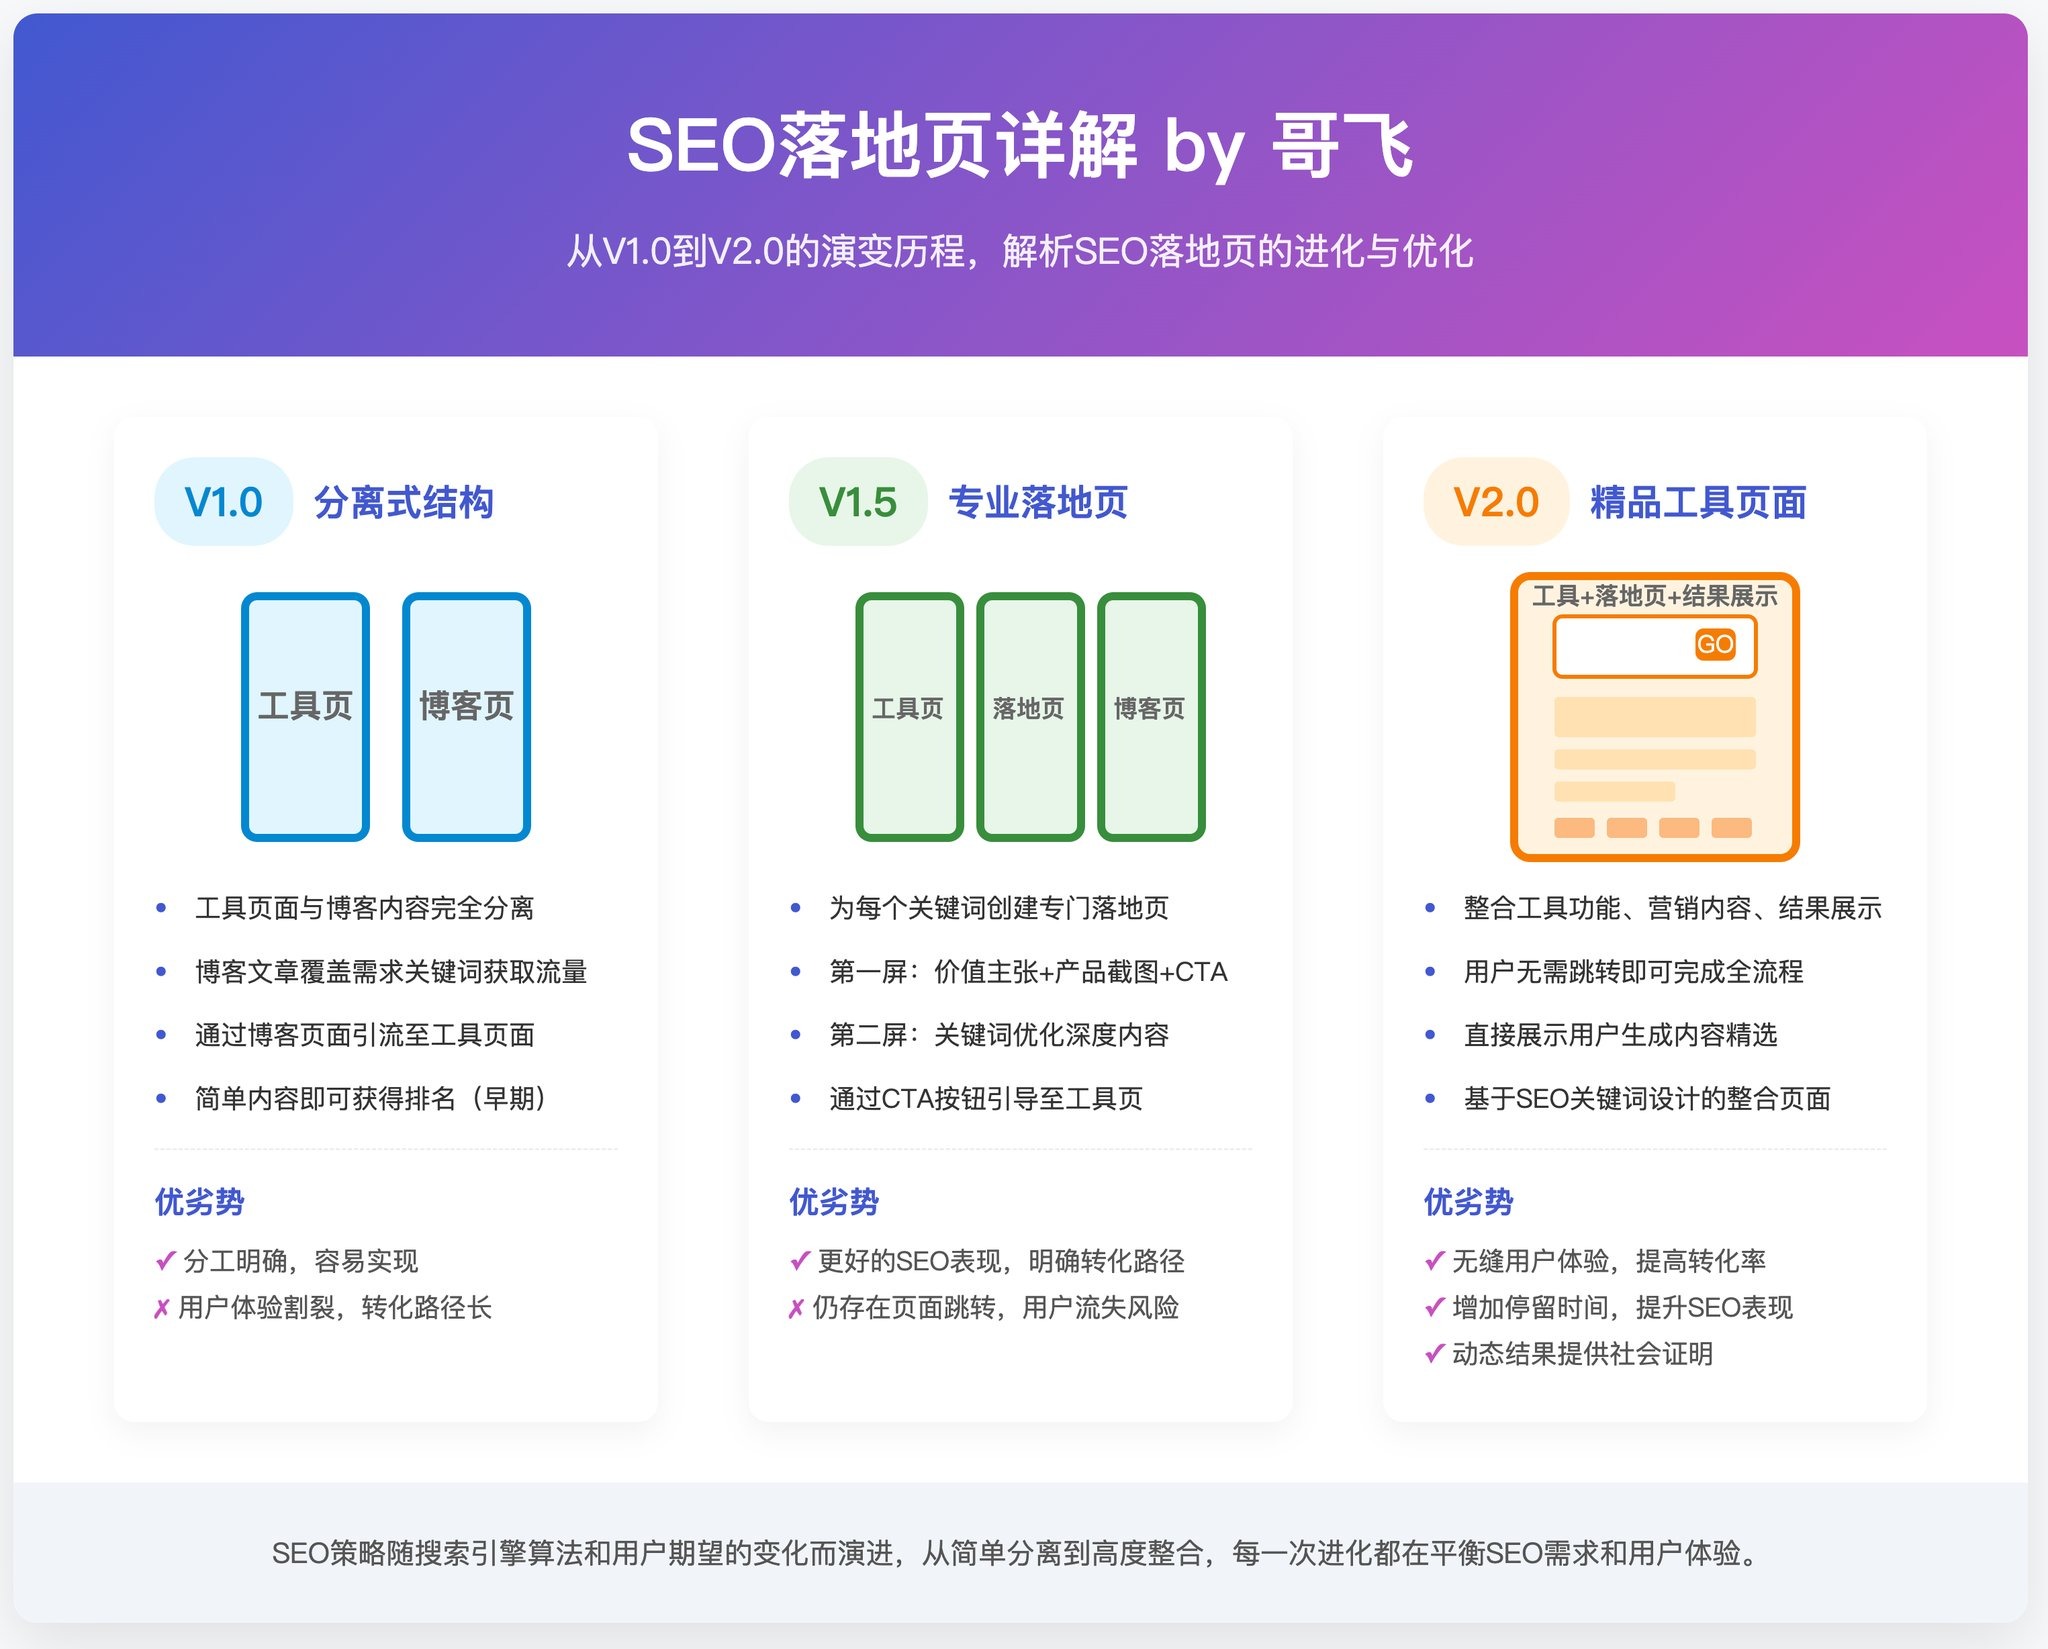 SEO落地页详解 by 哥飞
从V1.0到V2.0的演变历程，解析SEO落地页的进化与优化
V1.0
分离式结构
工具页
博客页
• 工具页面与博客内容完全分离
• 博客文章覆盖需求关键词获取流量
• 通过博客页面引流至工具页面
• 简单内容即可获得排名（早期）
优劣势
✓ 分工明确，容易实现
✗ 用户体验割裂，转化路径长
V1.5
专业落地页
工具页
落地页
博客页
• 为每个关键词创建专门落地页
• 第一屏：价值主张+产品截图+CTA
• 第二屏：关键词优化深度内容
• 通过CTA按钮引导至工具页
优劣势
✓ 更好的SEO表现，明确转化路径
✗ 仍存在页面跳转，用户流失风险
V2.0
精品工具页面
工具+落地页+结果展示
GO
• 整合工具功能、营销内容、结果展示
• 用户无需跳转即可完成全流程
• 直接展示用户生成内容精选
• 基于SEO关键词设计的整合页面
优劣势
✓ 无缝用户体验，提高转化率
✓ 增加停留时间，提升SEO表现
✓ 动态结果提供社会证明
SEO策略随搜索引擎算法和用户期望的变化而演进，从简单分离到高度整合，每一次进化都在平衡SEO需求和用户体验。